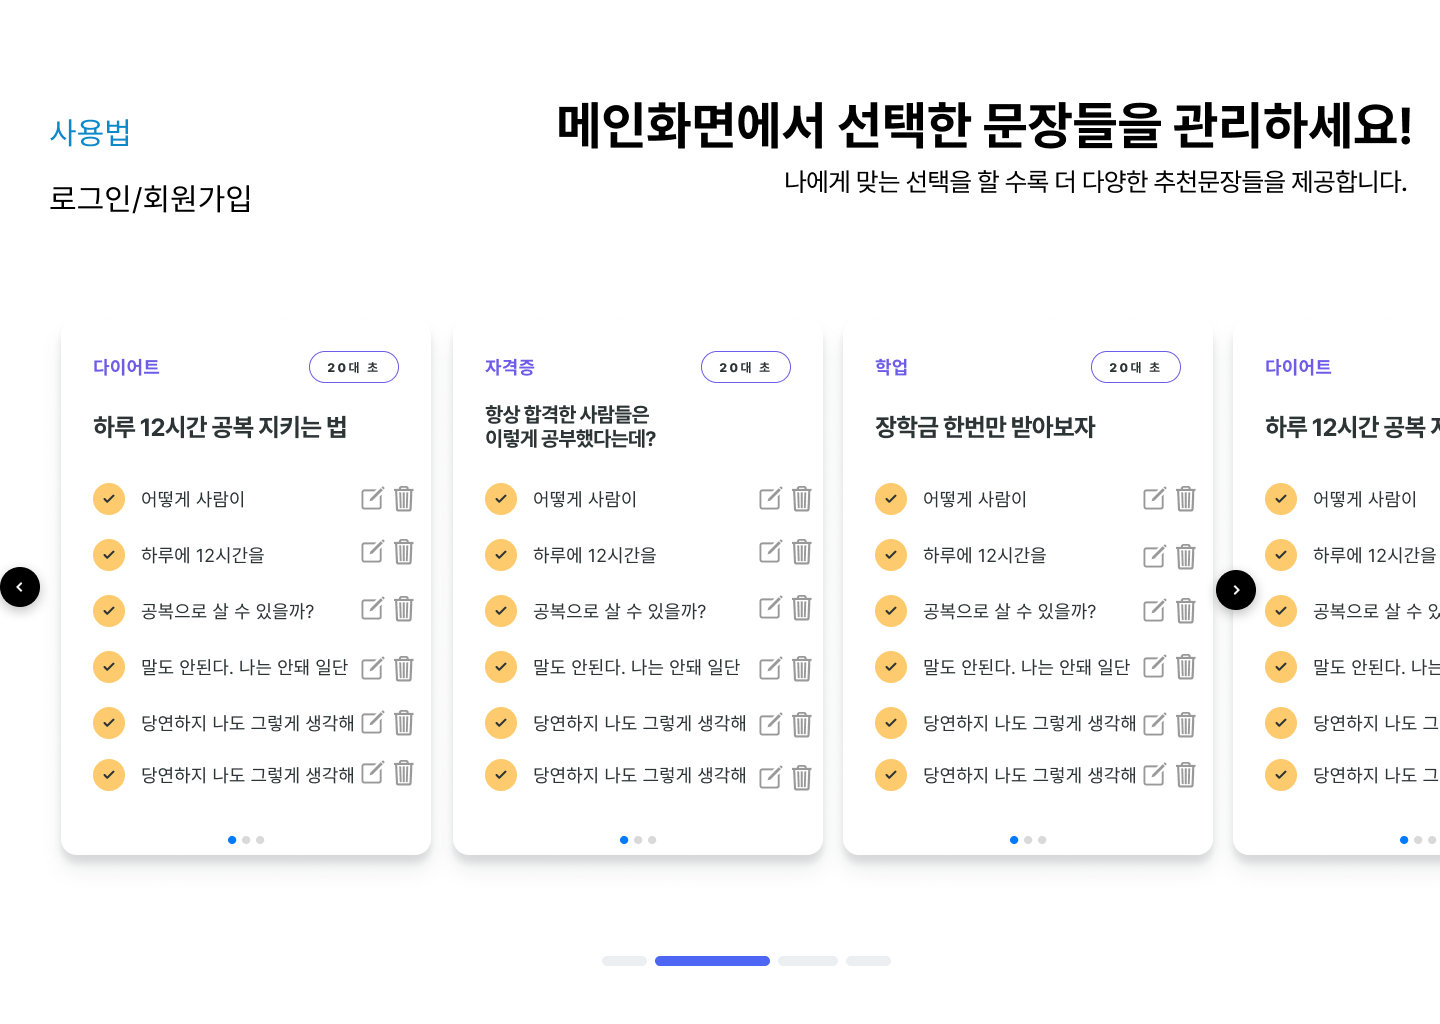 사용법
로그인/회원가입
메인화면에서 선택한 문장들을 관리하세요!
나에게 맞는 선택을 할 수록 더 다양한 추천문장들을 제공합니다.
다이어트
20대 초
하루 12시간 공복 지키는 법
어떻게 사람이
하루에 12시간을
공복으로 살 수 있을까?
말도 안된다. 나는 안돼 일단
당연하지 나도 그렇게 생각해
당연하지 나도 그렇게 생각해
자격증
20대 초
항상 합격한 사람들은
이렇게 공부했다는데?
어떻게 사람이
하루에 12시간을
공복으로 살 수 있을까?
말도 안된다. 나는 안돼 일단
당연하지 나도 그렇게 생각해
당연하지 나도 그렇게 생각해
학업
20대 초
장학금 한번만 받아보자
어떻게 사람이
하루에 12시간을
공복으로 살 수 있을까?
말도 안된다. 나는 안돼 일단
당연하지 나도 그렇게 생각해
당연하지 나도 그렇게 생각해
다이어트
하루 12시간 공복
어떻게 사람이
하루에 12시간을
공복으로 살 수
말도 안된다. 나는
당연하지 나도 그
당연하지 나도 그